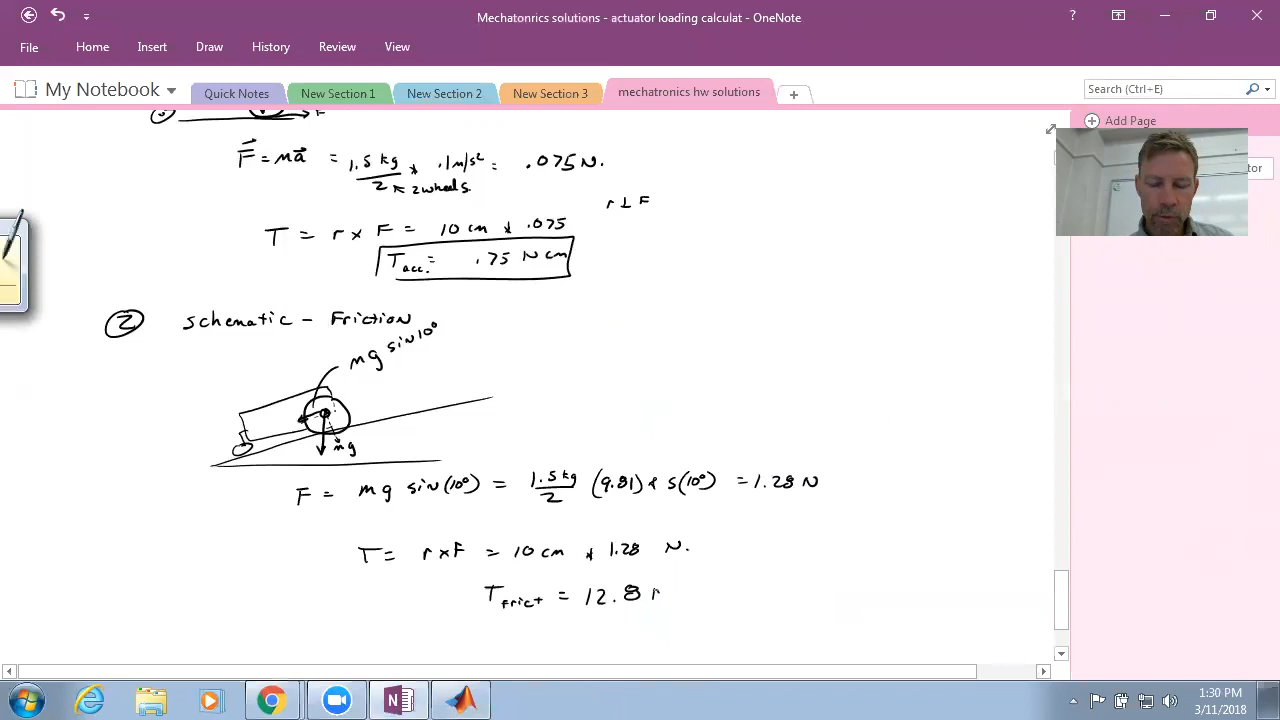 Mechatonrics solutions - actuator loading calculat - OneNote
File Home Insert Draw History Review View
My Notebook Quick Notes New Section 1 New Section 2 New Section 3 mechatronics hw solutions
Search (Ctrl+E)
Add Page
F = ma = 1.5 kg / 2 * .1 m/s² = .075 N.
2 wheels
r ⊥ F
T = r x F = 10 cm * .075
Tacc. = .75 N cm
2 Schematic - Friction
mg sin 10°
mg
F = mg sin(10°) = 1.5 kg / 2 (9.81) * s(10°) = 1.28 N
T = r x F = 10 cm * 1.28 N.
Tfrict = 12.8
1:30 PM
3/11/2018